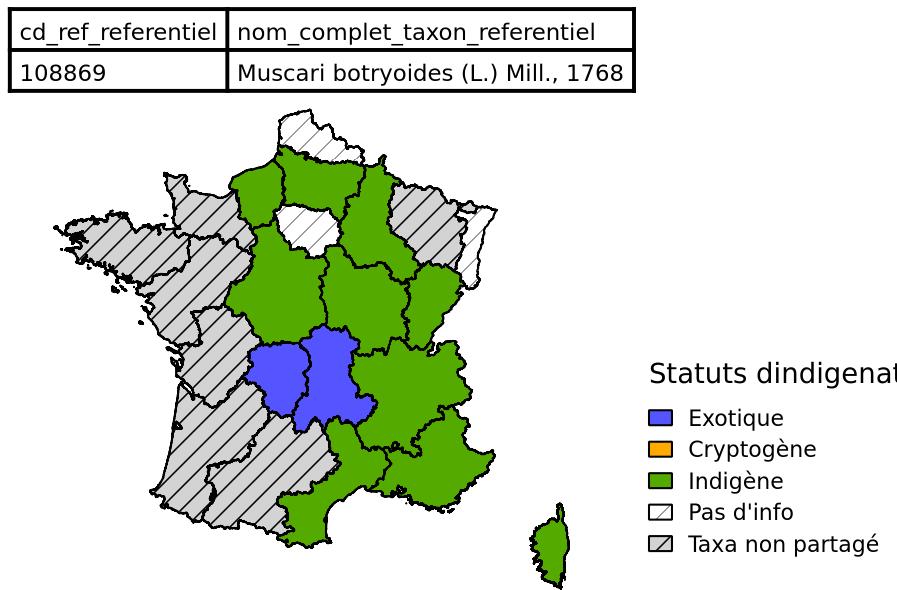 cd_ref_referentiel nom_complet_taxon_referentiel
108869 Muscari botryoides (L.) Mill., 1768
Statuts dindigenat
Exotique
Cryptogène
Indigène
Pas d'info
Taxa non partagé